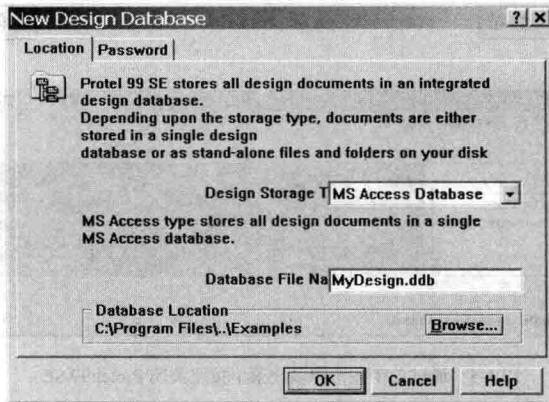 New Design Database
Location Password
Protel 99 SE stores all design documents in an integrated
design database.
Depending upon the storage type, documents are either
stored in a single design
database or as stand-alone files and folders on your disk
Design Storage T MS Access Database
MS Access type stores all design documents in a single
MS Access database.
Database File Na MyDesign.ddb
Database Location
C:\Program Files\..\Examples
Browse...
OK Cancel Help